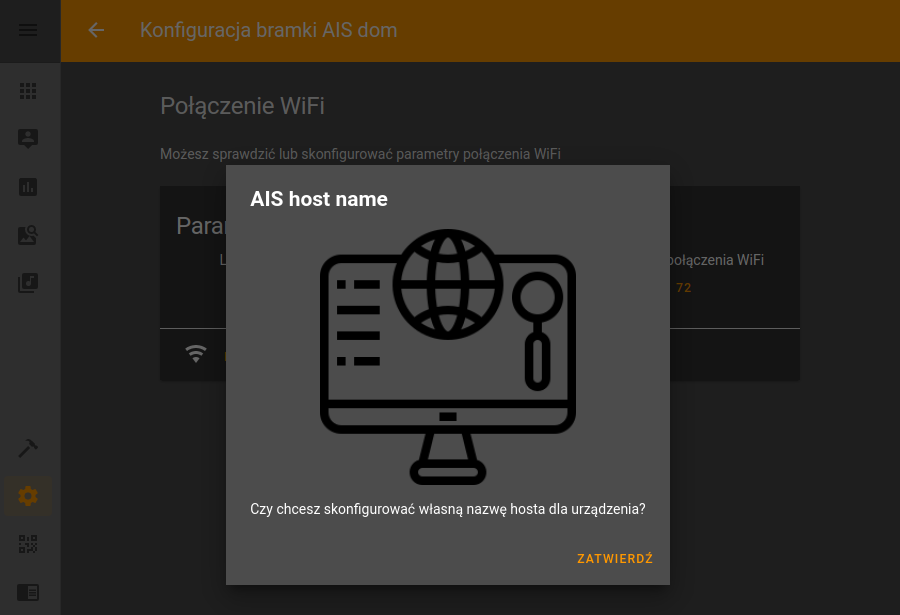 Konfiguracja bramki AIS dom
Połączenie WiFi
Możesz sprawdzić lub skonfigurować parametry połączenia WiFi
AIS host name
połączenia WiFi
72
Czy chcesz skonfigurować własną nazwę hosta dla urządzenia?
ZATWIERDŹ